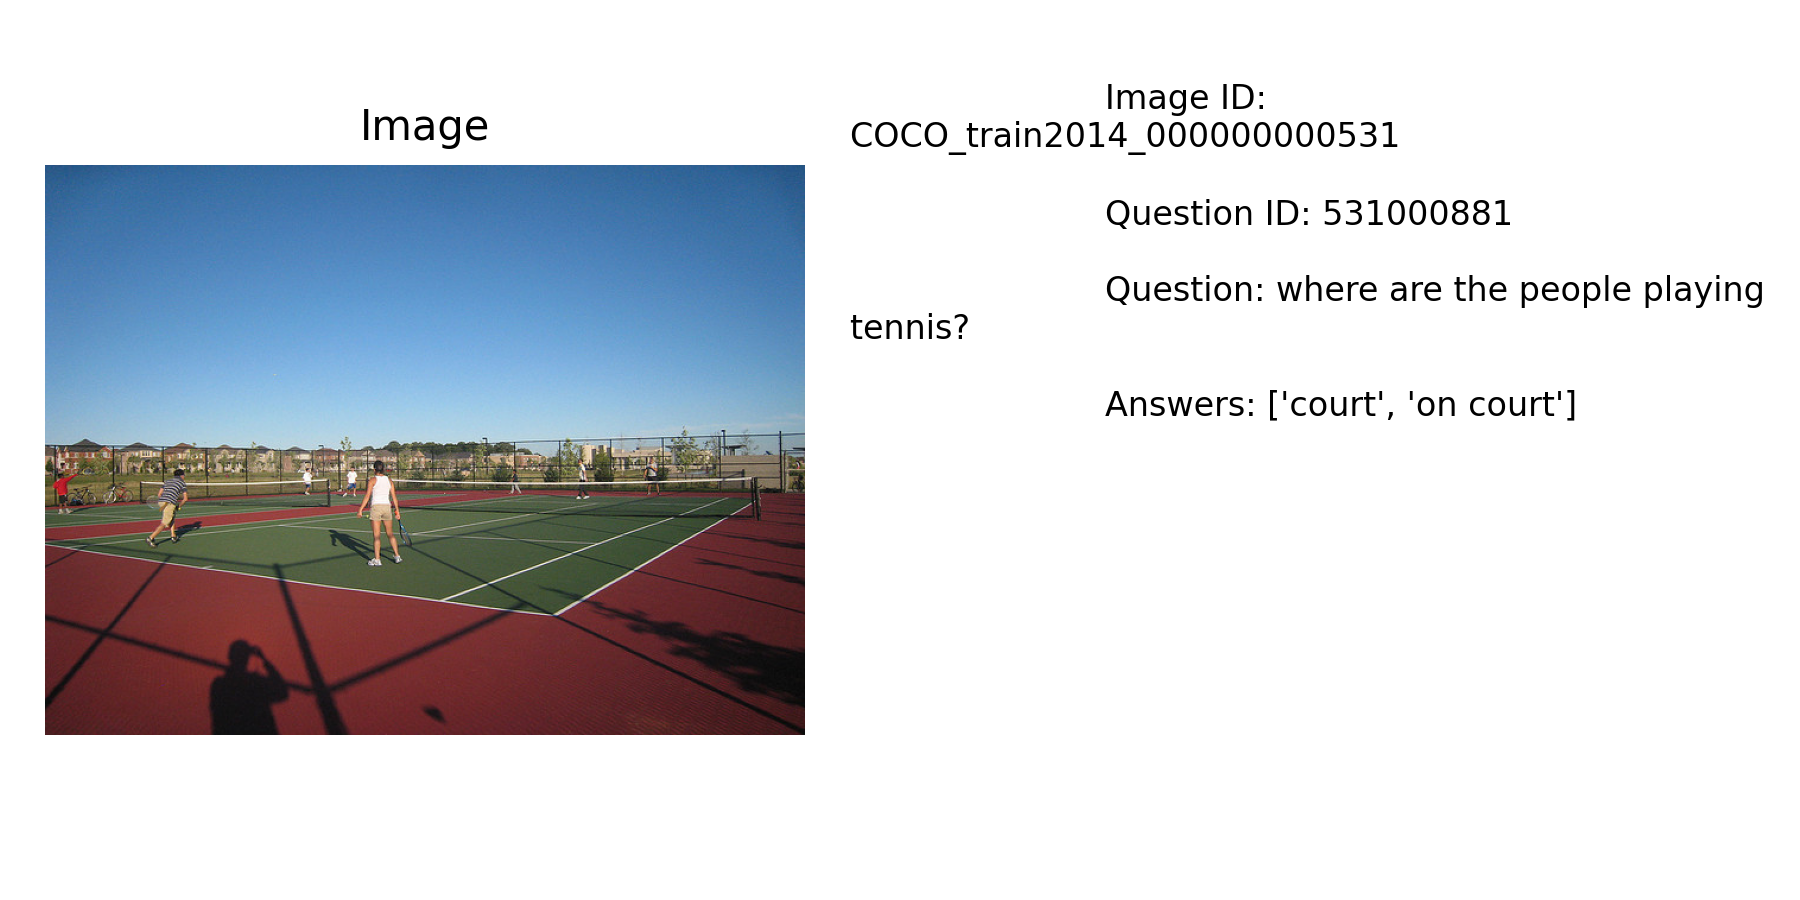 Image
Image ID:
COCO_train2014_000000000531
Question ID: 531000881
Question: where are the people playing
tennis?
Answers: ['court', 'on court']